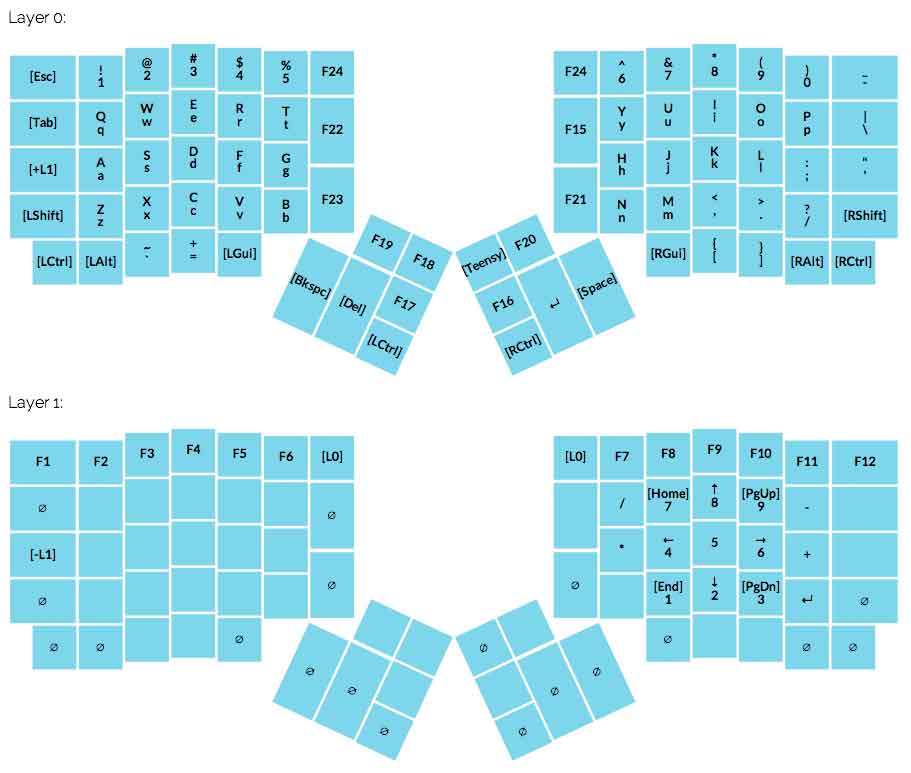 Layer 0:
[Esc] ! 1 @ 2 # 3 $ 4 % 5 F24 F24 ^ 6 & 7 * 8 ( 9 ) 0 _ -
[Tab] Q q W w E e R r T t F22 F15 Y y U u I i O o P p | \
[+L1] A a S s D d F f G g H h J j K k L l : ; " '
[LShift] Z z X x C c V v B b F23 F21 N n M m < , > . ? / [RShift]
[LCtrl] [LAlt] ~ ` + = [LGui] [RGui] { [ } ] [RAlt] [RCtrl]
F19 F18 [Teensy] F20
[Bkspc] [Del] F17 F16 ↵ [Space]
[LCtrl] [RCtrl]
Layer 1:
F1 F2 F3 F4 F5 F6 [L0] [L0] F7 F8 F9 F10 F11 F12
∅ ∅ / [Home] 7 ↑ 8 [PgUp] 9 -
[-L1] * ← 4 5 → 6 +
∅ ∅ ∅ [End] 1 ↓ 2 [PgDn] 3 ↵ ∅
∅ ∅ ∅ ∅ ∅ ∅
∅
∅ ∅ ∅ ∅
∅ ∅